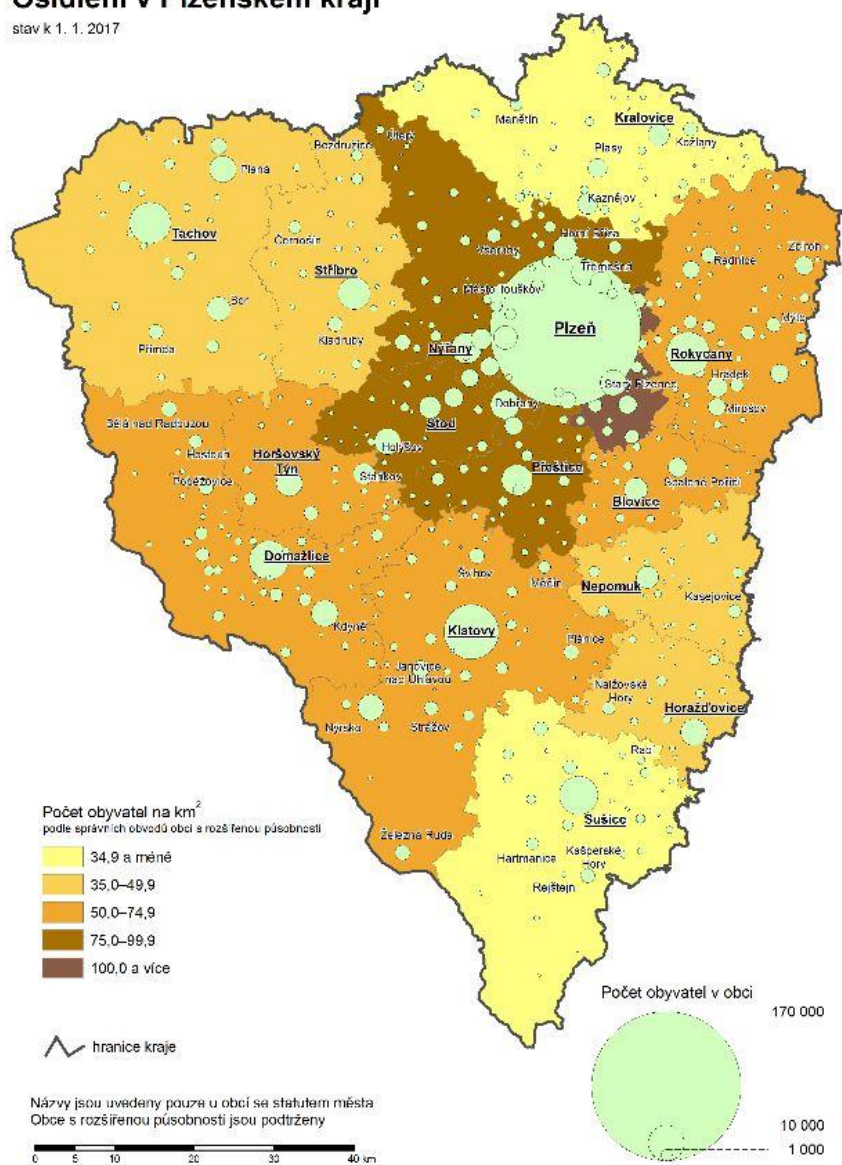 Osídlení v Plzeňském kraji
stav k 1. 1. 2017
Manětín
Kralovice
Kožlany
Plasy
Kaznějov
Úterý
Bezdružice
Planá
Tachov
Černošín
Stříbro
Bor
Kladruby
Přimda
Všeruby
Horní Bříza
Třemošná
Město Touškov
Plzeň
Nýřany
Radnice
Zbiroh
Mýto
Rokycany
Hrádek
Mirošov
Starý Plzenec
Dobřany
Stod
Holýšov
Bělá nad Radbuzou
Hostouň
Horšovský
Týn
Poběžovice
Staňkov
Přeštice
Spálené Poříčí
Blovice
Domažlice
Švihov
Měčín
Nepomuk
Kasejovice
Kdyně
Klatovy
Plánice
Janovice
nad Úhlavou
Nalžovské
Hory
Horažďovice
Nýrsko
Strážov
Rabí
Sušice
Železná Ruda
Hartmanice
Kašperské
Hory
Rejštejn
Počet obyvatel na km²
podle správních obvodů obcí s rozšířenou působností
34,9 a méně
35,0–49,9
50,0–74,9
75,0–99,9
100,0 a více
hranice kraje
Názvy jsou uvedeny pouze u obcí se statutem města
Obce s rozšířenou působností jsou podtrženy
0 5 10 20 30 40 km
Počet obyvatel v obci
170 000
10 000
1 000